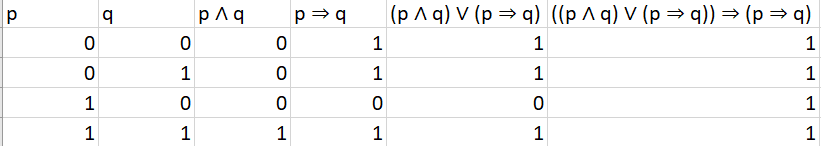 p q p ∧ q p ⇒ q (p ∧ q) ∨ (p ⇒ q) ((p ∧ q) ∨ (p ⇒ q)) ⇒ (p ⇒ q)
0 0 0 1 1 1
0 1 0 1 1 1
1 0 0 0 0 1
1 1 1 1 1 1